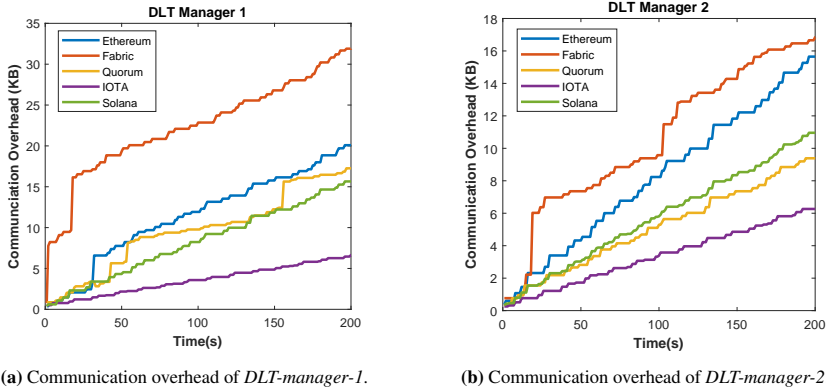 DLT Manager 1
Communciation Overhead (KB)
35
30
25
20
15
10
5
0
Ethereum
Fabric
Quorum
IOTA
Solana
0 50 100 150 200
Time(s)
(a) Communication overhead of DLT-manager-1.
DLT Manager 2
Communication Overhead (KB)
18
16
14
12
10
8
6
4
2
0
Ethereum
Fabric
Quorum
IOTA
Solana
0 50 100 150 200
Time(s)
(b) Communication overhead of DLT-manager-2